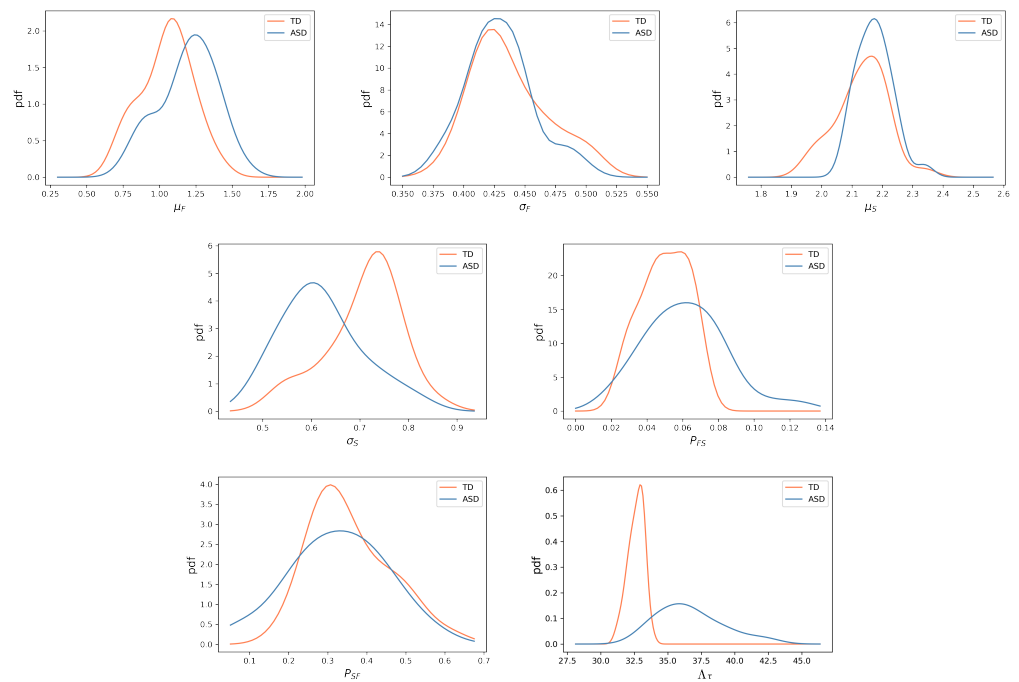 TD
ASD
2.0
1.5
1.0
0.5
0.0
pdf
0.25 0.50 0.75 1.00 1.25 1.50 1.75 2.00
μF
TD
ASD
14
12
10
8
6
4
2
0
pdf
0.350 0.375 0.400 0.425 0.450 0.475 0.500 0.525 0.550
σF
TD
ASD
6
5
4
3
2
1
0
pdf
1.8 1.9 2.0 2.1 2.2 2.3 2.4 2.5 2.6
μS
TD
ASD
6
5
4
3
2
1
0
pdf
0.5 0.6 0.7 0.8 0.9
σS
TD
ASD
20
15
10
5
0
pdf
0.00 0.02 0.04 0.06 0.08 0.10 0.12 0.14
PFS
TD
ASD
4.0
3.5
3.0
2.5
2.0
1.5
1.0
0.5
0.0
pdf
0.1 0.2 0.3 0.4 0.5 0.6 0.7
PSF
TD
ASD
0.6
0.5
0.4
0.3
0.2
0.1
0.0
pdf
27.5 30.0 32.5 35.0 37.5 40.0 42.5 45.0
Λτ